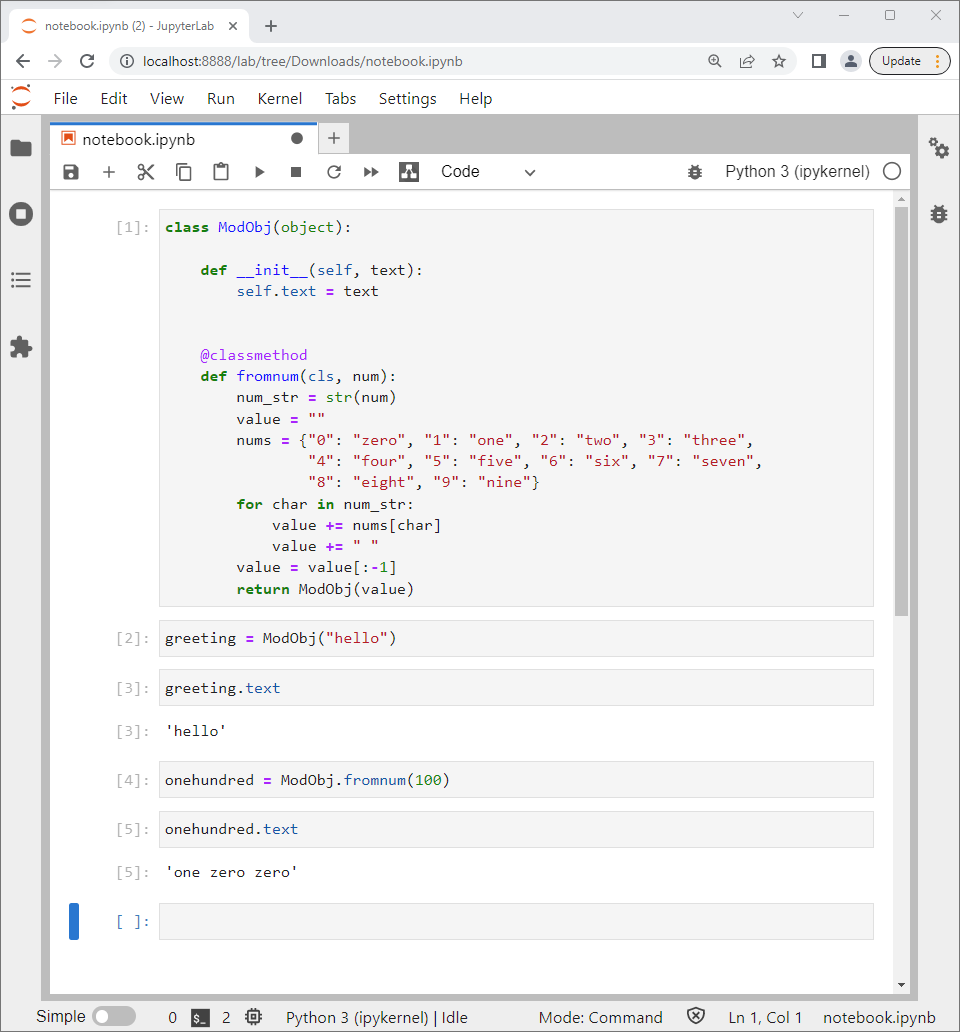 notebook.ipynb (2) - JupyterLab
localhost:8888/lab/tree/Downloads/notebook.ipynb
Update
File Edit View Run Kernel Tabs Settings Help
notebook.ipynb
Code
Python 3 (ipykernel)
[1]: class ModObj(object):
    def __init__(self, text):
        self.text = text
    @classmethod
    def fromnum(cls, num):
        num_str = str(num)
        value = ""
        nums = {"0": "zero", "1": "one", "2": "two", "3": "three",
                "4": "four", "5": "five", "6": "six", "7": "seven",
                "8": "eight", "9": "nine"}
        for char in num_str:
            value += nums[char]
            value += " "
        value = value[:-1]
        return ModObj(value)
[2]: greeting = ModObj("hello")
[3]: greeting.text
[3]: 'hello'
[4]: onehundred = ModObj.fromnum(100)
[5]: onehundred.text
[5]: 'one zero zero'
[ ]:
Simple 0 $_ 2 Python 3 (ipykernel) | Idle Mode: Command Ln 1, Col 1 notebook.ipynb